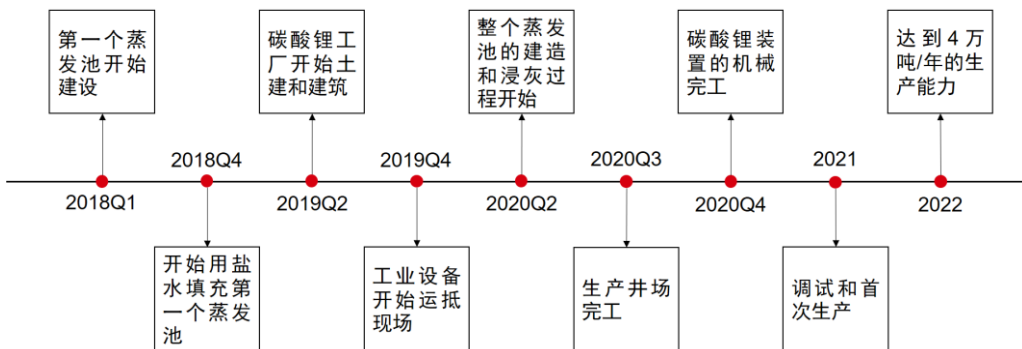 第一个蒸
发池开始
建设
碳酸锂工
厂开始土
建和建筑
整个蒸发
池的建造
和浸灰过
程开始
碳酸锂装
置的机械
完工
达到4万
吨/年的生
产能力
2018Q4
2019Q4
2020Q3
2021
2018Q1
2019Q2
2020Q2
2020Q4
2022
开始用盐
水填充第
一个蒸发
池
工业设备
开始运抵
现场
生产井场
完工
调试和首
次生产